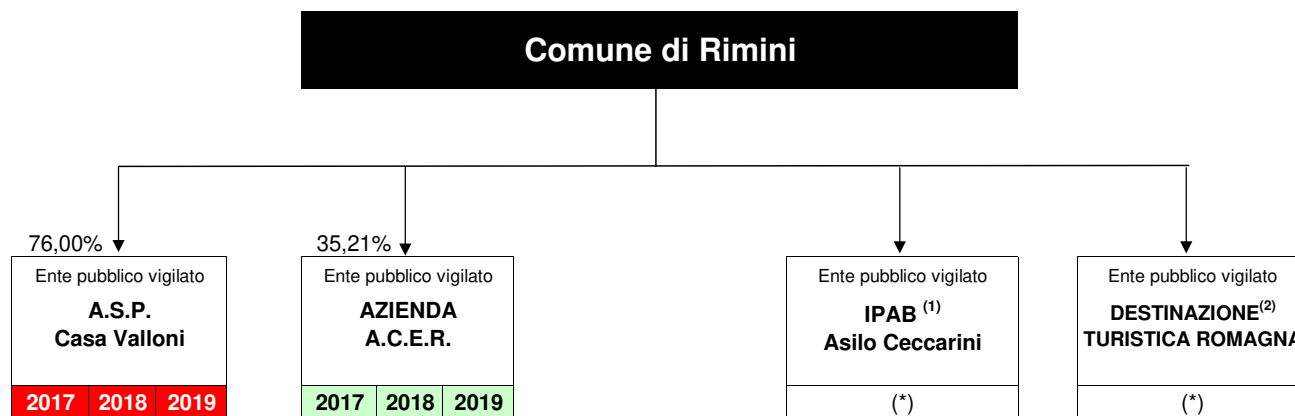 Comune di Rimini
76,00%
35,21%
Ente pubblico vigilato
A.S.P.
Casa Valloni
2017 2018 2019
Ente pubblico vigilato
AZIENDA
A.C.E.R.
2017 2018 2019
Ente pubblico vigilato
IPAB (1)
Asilo Ceccarini
(*)
Ente pubblico vigilato
DESTINAZIONE(2)
TURISTICA ROMAGNA
(*)